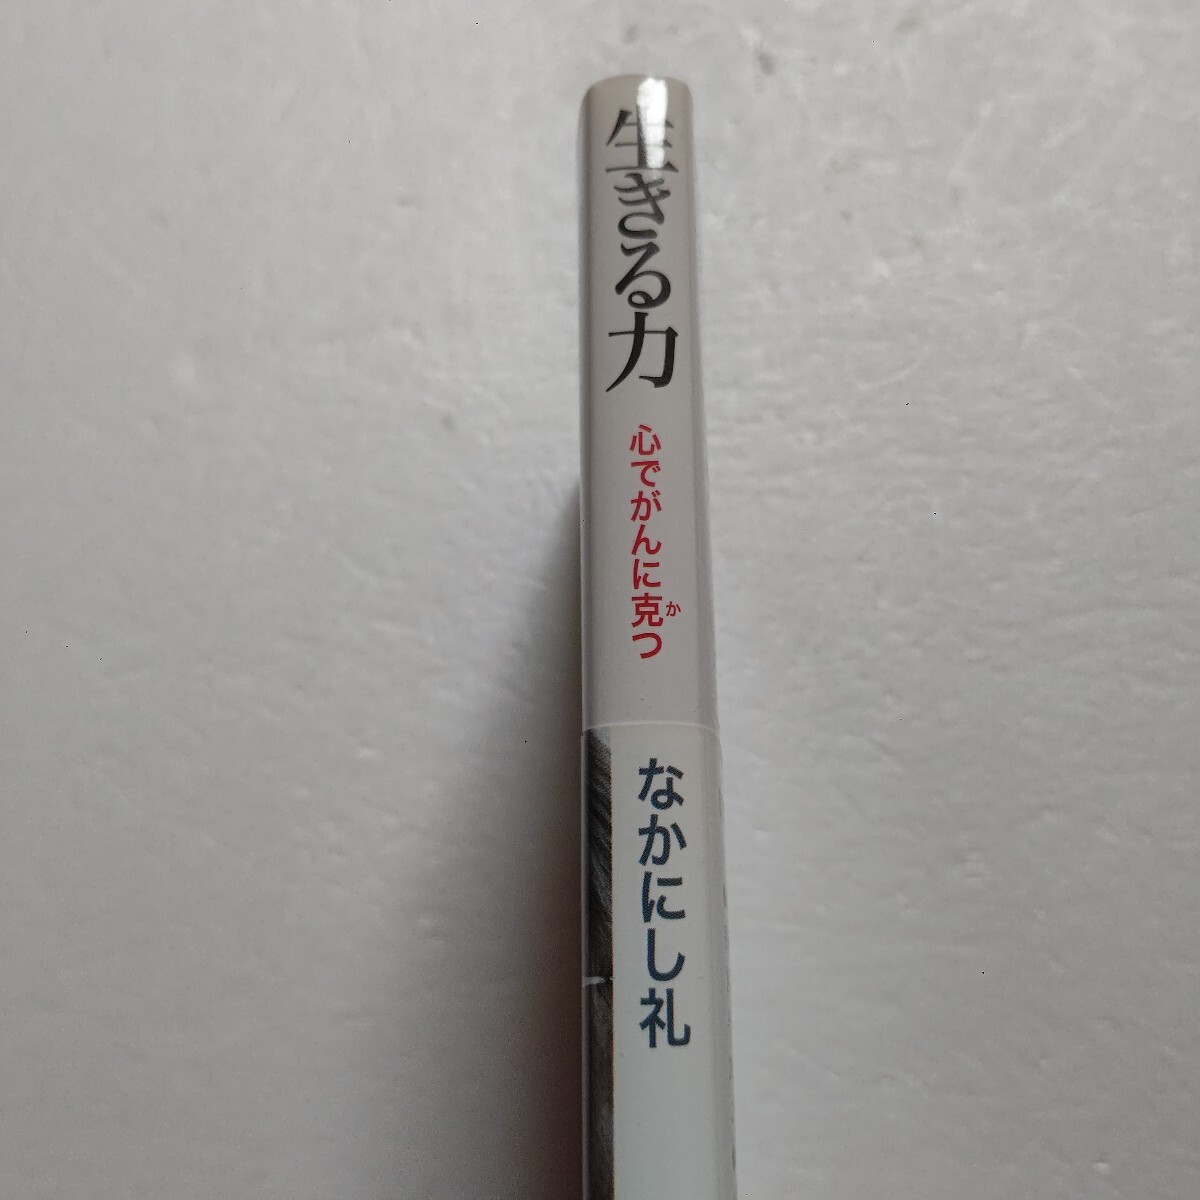 生きる力
心でがんに克つ
か
なかにし礼